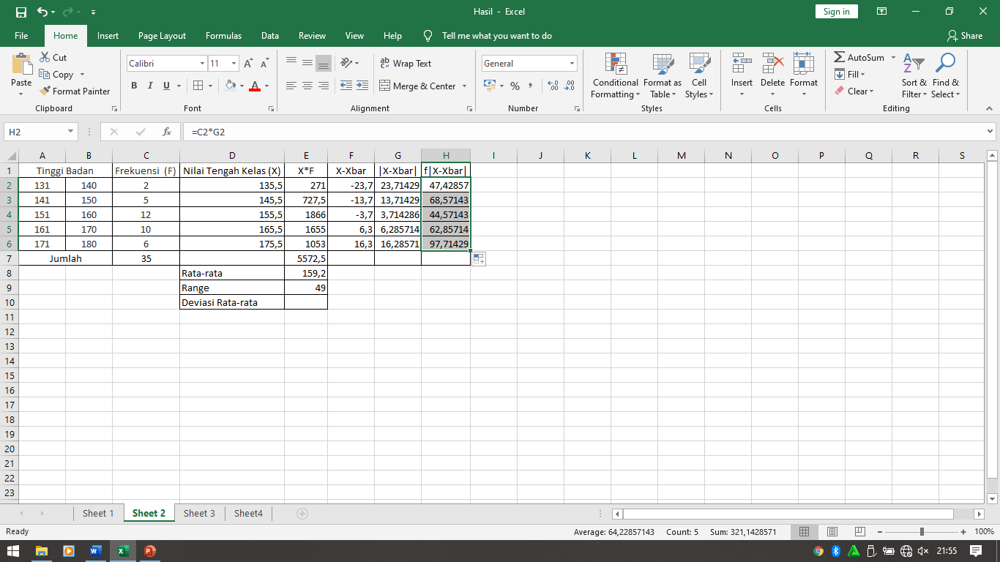 Hasil - Excel
Sign in
File Home Insert Page Layout Formulas Data Review View Help Tell me what you want to do Share
Paste
Cut
Copy
Format Painter
Clipboard
Calibri 11
B I U
Font
Wrap Text
Merge & Center
Alignment
General
Number
Conditional Formatting
Format as Table
Cell Styles
Styles
Insert Delete Format
Cells
AutoSum
Fill
Clear
Sort & Filter
Find & Select
Editing
H2 fx =C2*G2
A B C D E F G H I J K L M N O P Q R S
1 Tinggi Badan Frekuensi (F) Nilai Tengah Kelas (X) X*F X-Xbar |X-Xbar| f|X-Xbar|
2 131 140 2 135,5 271 -23,7 23,71429 47,42857
3 141 150 5 145,5 727,5 -13,7 13,71429 68,57143
4 151 160 12 155,5 1866 -3,7 3,714286 44,57143
5 161 170 10 165,5 1655 6,3 6,285714 62,85714
6 171 180 6 175,5 1053 16,3 16,28571 97,71429
7 Jumlah 35 5572,5
8 Rata-rata 159,2
9 Range 49
10 Deviasi Rata-rata
11
12
13
14
15
16
17
18
19
20
21
22
23
Sheet 1 Sheet 2 Sheet 3 Sheet4
Ready Average: 64,22857143 Count: 5 Sum: 321,1428571 100%
21:55